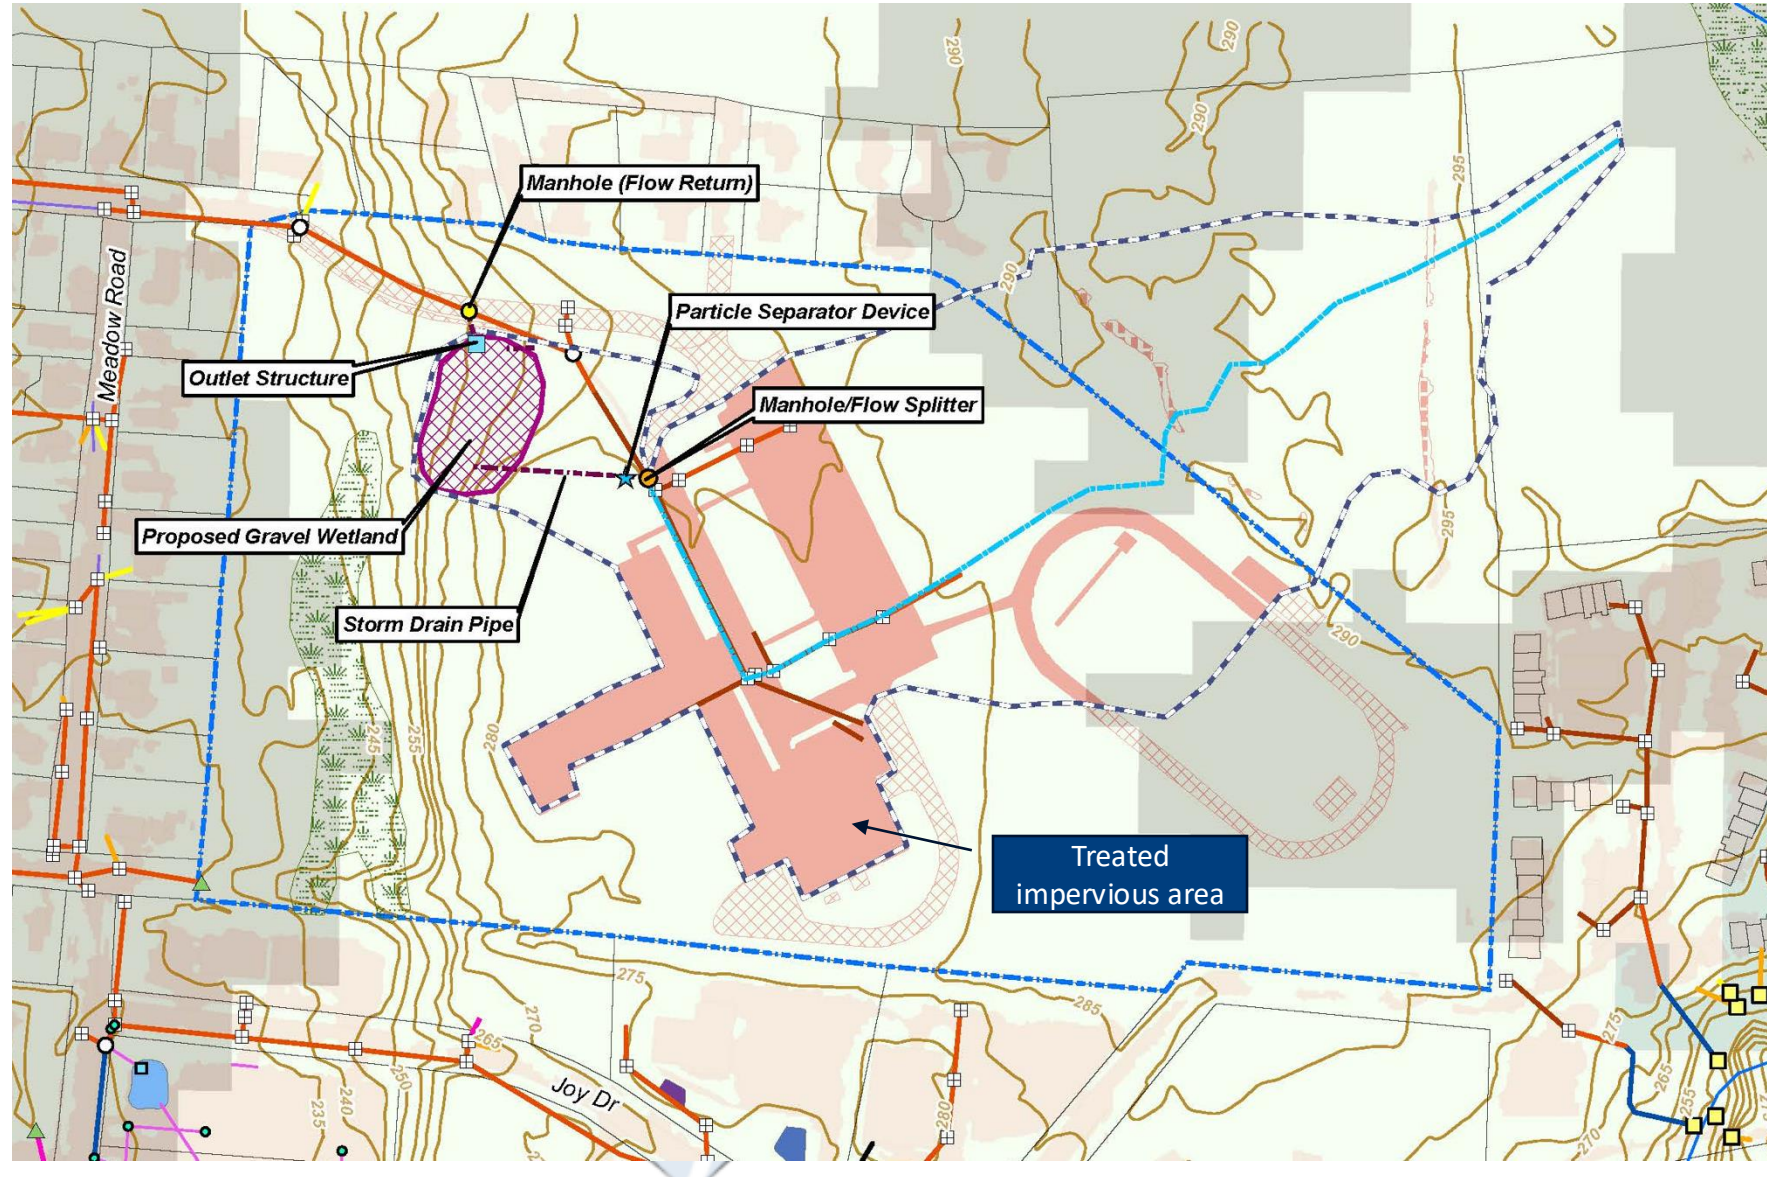 290
290
290
295
Manhole (Flow Return)
Meadow Road
290
Particle Separator Device
Outlet Structure
Manhole/Flow Splitter
295
Proposed Gravel Wetland
Storm Drain Pipe
290
245
255
280
Treated
impervious area
275
285
270
265
275
250
265
255
240
235
Joy Dr
280
270